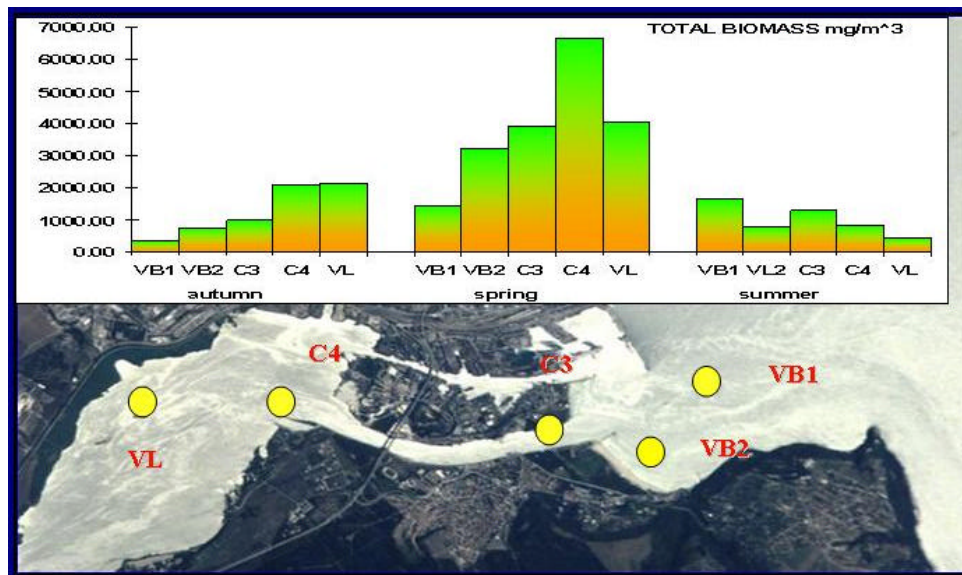 TOTAL BIOMASS mg/m^3
7000.00
6000.00
5000.00
4000.00
3000.00
2000.00
1000.00
0.00
VB1 VB2 C3 C4 VL VB1 VB2 C3 C4 VL VB1 VL2 C3 C4 VL
autumn spring summer
C4
C3
VB1
VL
VB2